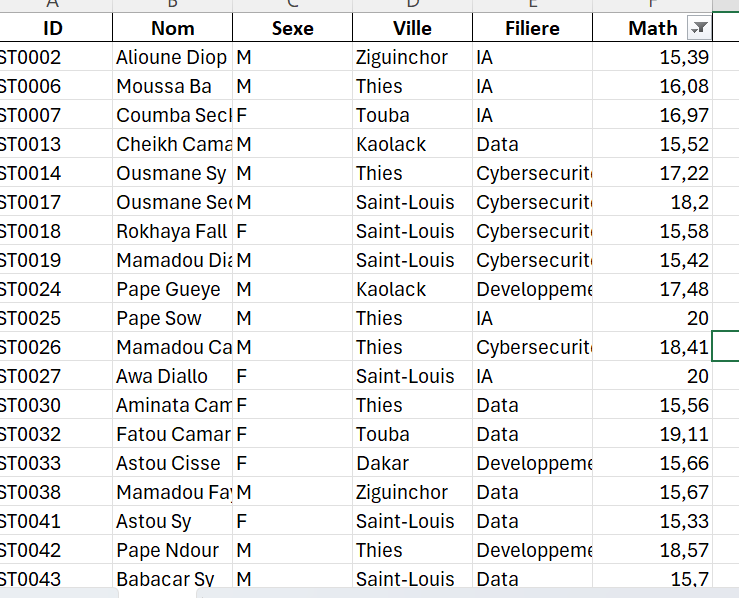 A B C D E F
ID Nom Sexe Ville Filiere Math
ST0002 Alioune Diop M Ziguinchor IA 15,39
ST0006 Moussa Ba M Thies IA 16,08
ST0007 Coumba Secl F Touba IA 16,97
ST0013 Cheikh Cama M Kaolack Data 15,52
ST0014 Ousmane Sy M Thies Cybersecurit 17,22
ST0017 Ousmane Sec M Saint-Louis Cybersecurit 18,2
ST0018 Rokhaya Fall F Saint-Louis Cybersecurit 15,58
ST0019 Mamadou Dia M Saint-Louis Cybersecurit 15,42
ST0024 Pape Gueye M Kaolack Developpeme 17,48
ST0025 Pape Sow M Thies IA 20
ST0026 Mamadou Ca M Thies Cybersecurit 18,41
ST0027 Awa Diallo F Saint-Louis IA 20
ST0030 Aminata Cam F Thies Data 15,56
ST0032 Fatou Camar F Touba Data 19,11
ST0033 Astou Cisse F Dakar Developpeme 15,66
ST0038 Mamadou Fay M Ziguinchor Data 15,67
ST0041 Astou Sy F Saint-Louis Data 15,33
ST0042 Pape Ndour M Thies Developpeme 18,57
ST0043 Babacar Sy M Saint-Louis Data 15,7